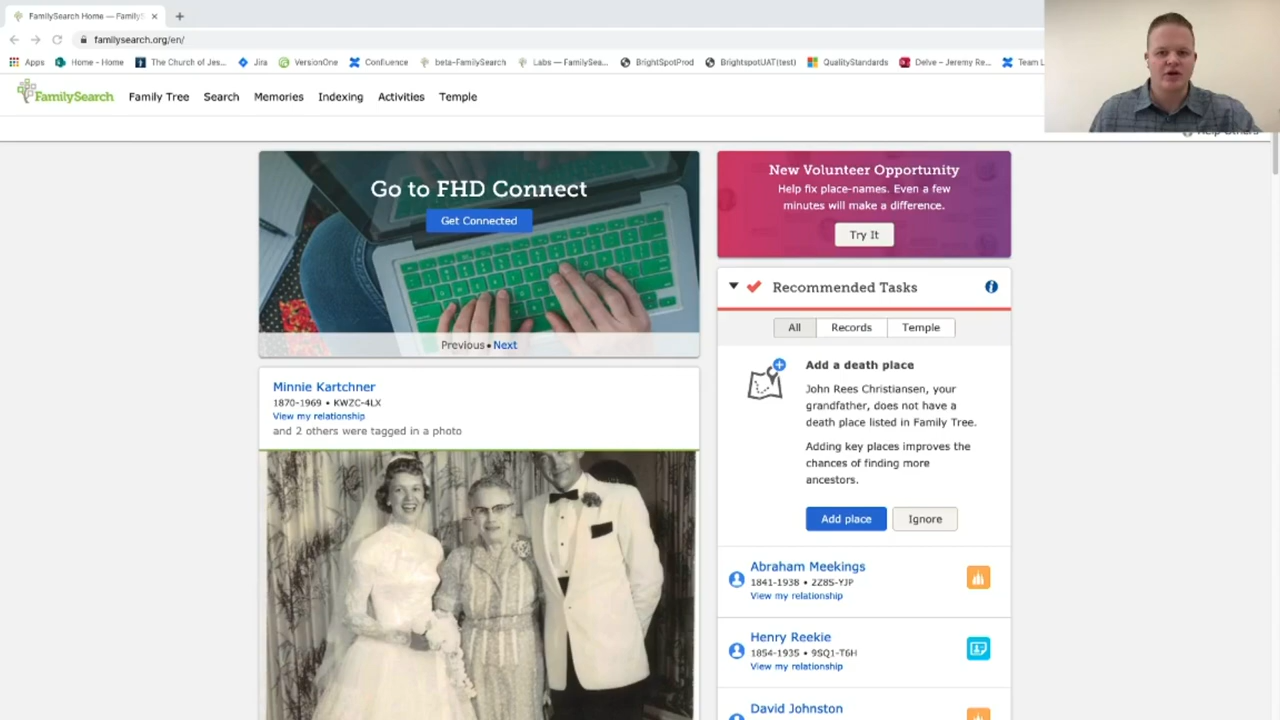 FamilySearch Home — FamilyS
familysearch.org/en/
Apps
Home - Home
The Church of Jes...
Jira
VersionOne
Confluence
beta-FamilySearch
Labs — FamilySea...
BrightSpotProd
BrightspotUAT(test)
QualityStandards
Delve – Jeremy Re...
Team L
FamilySearch
Family Tree
Search
Memories
Indexing
Activities
Temple
Help Others
Go to FHD Connect
Get Connected
Previous • Next
Minnie Kartchner
1870-1969 • KWZC-4LX
View my relationship
and 2 others were tagged in a photo
New Volunteer Opportunity
Help fix place-names. Even a few
minutes will make a difference.
Try It
Recommended Tasks
All
Records
Temple
Add a death place
John Rees Christiansen, your
grandfather, does not have a
death place listed in Family Tree.
Adding key places improves the
chances of finding more
ancestors.
Add place
Ignore
Abraham Meekings
1841-1938 • 2Z8S-YJP
View my relationship
Henry Reekie
1854-1935 • 9SQ1-T6H
View my relationship
David Johnston